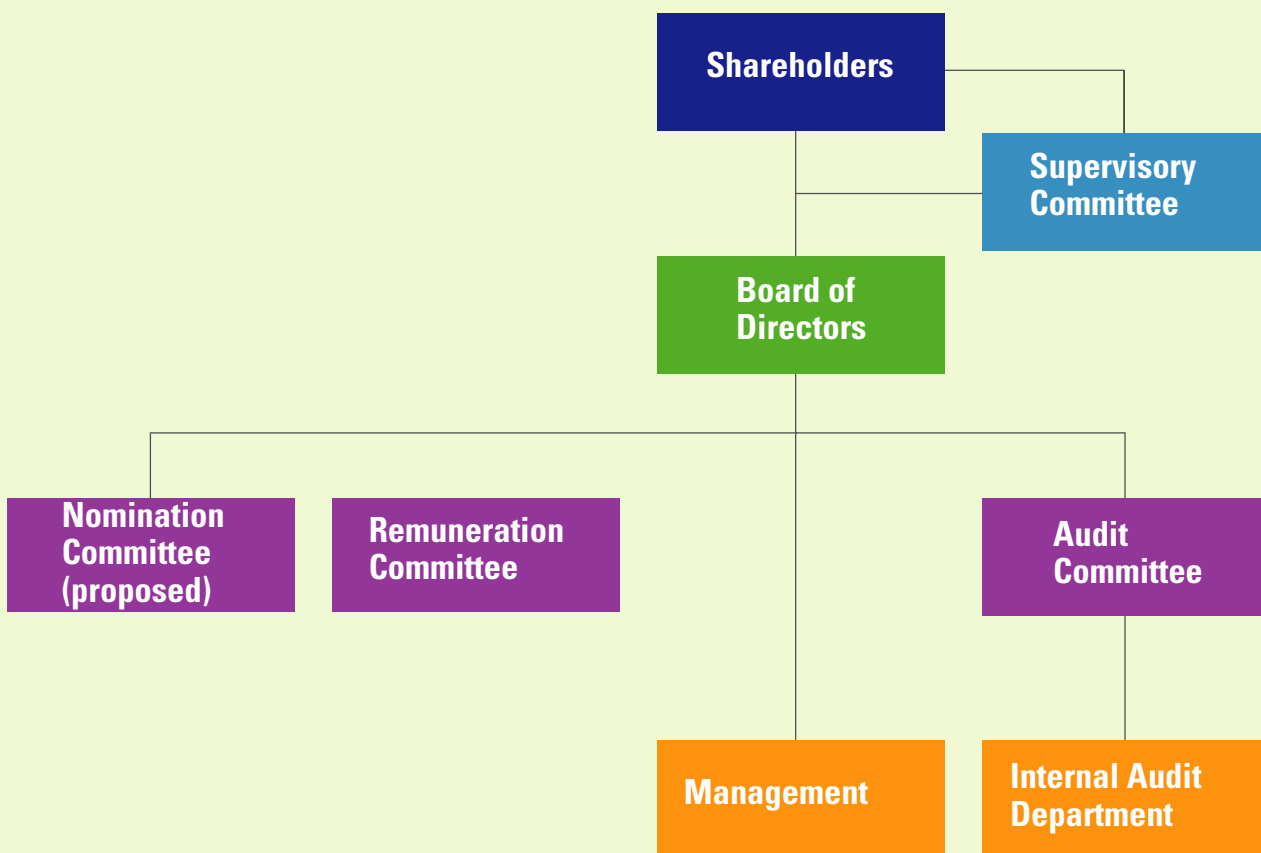 Shareholders
Supervisory
Committee
Board of
Directors
Nomination
Committee
(proposed)
Remuneration
Committee
Audit
Committee
Management
Internal Audit
Department